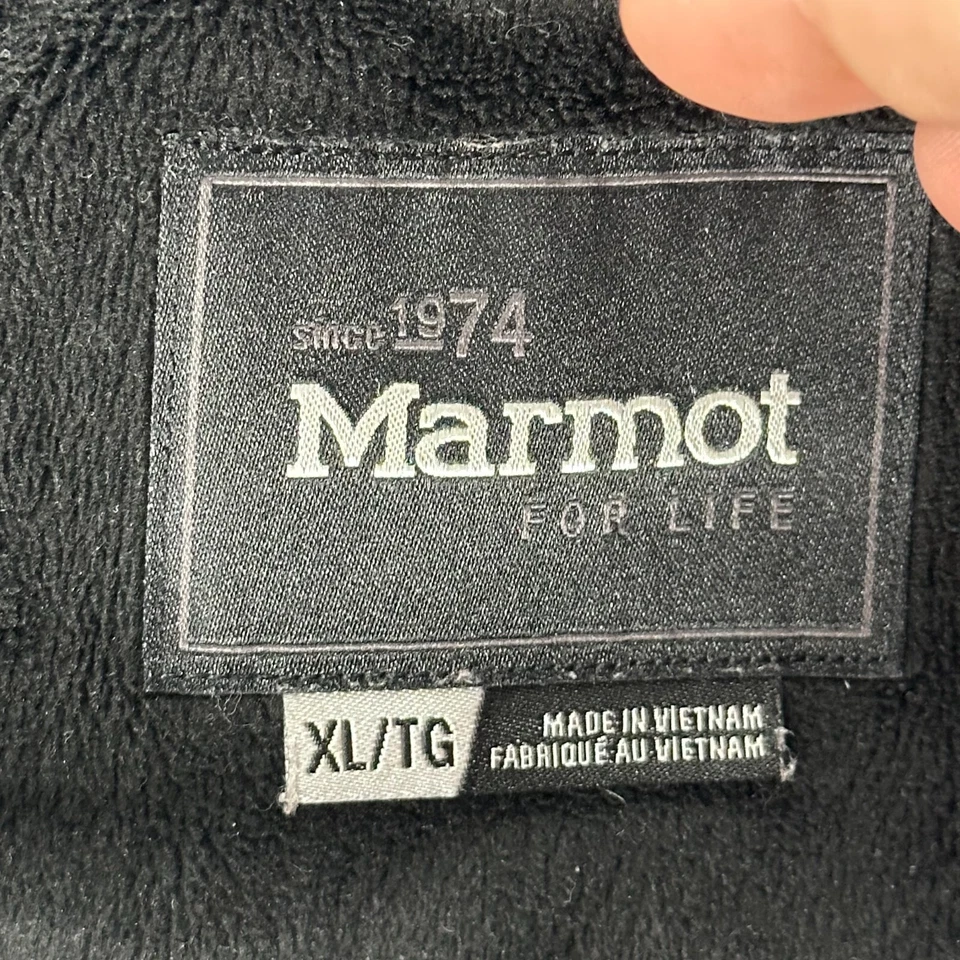 since 1974
Marmot
FOR LIFE
XL/TG
MADE IN VIETNAM
FABRIQUÉ AU VIETNAM